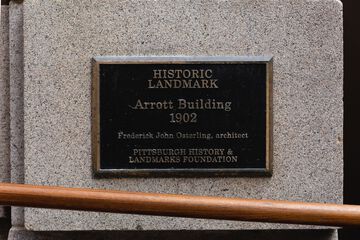 HISTORIC
LANDMARK
Arrott Building
1902
Frederick John Osterling, architect
PITTSBURGH HISTORY &
LANDMARKS FOUNDATION